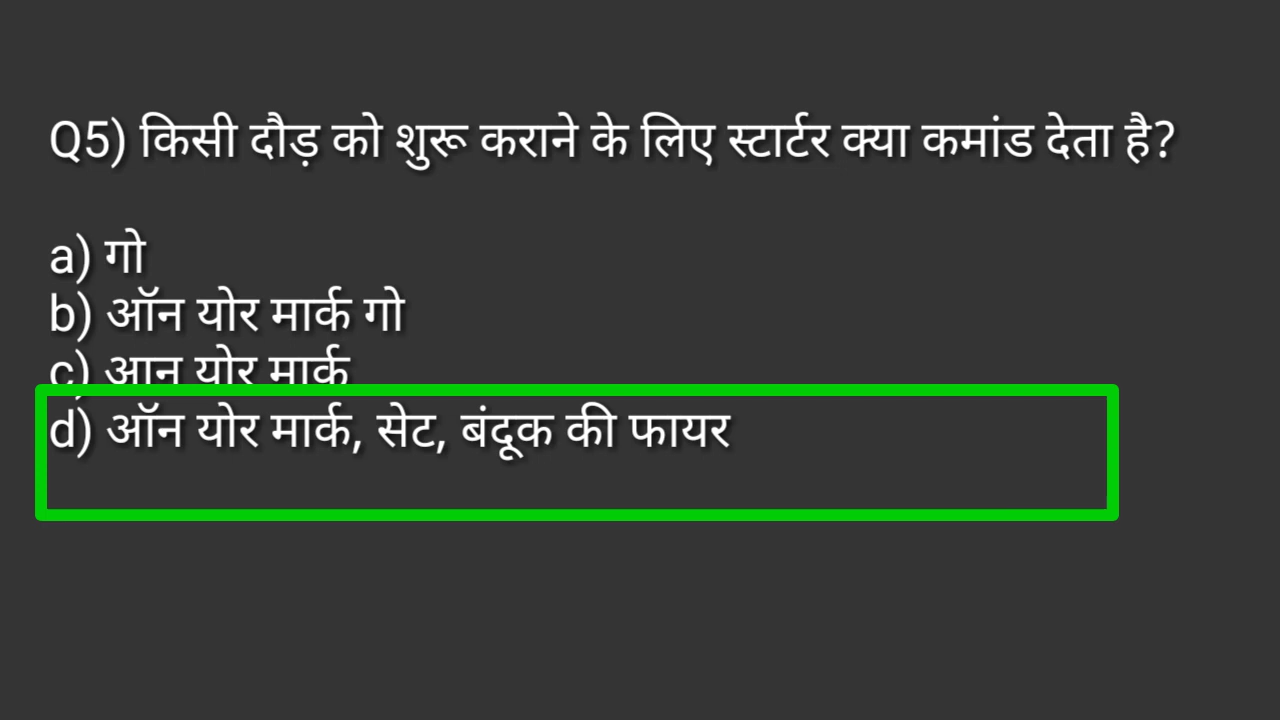 Q5) किसी दौड़ को शुरू कराने के लिए स्टार्टर क्या कमांड देता है?
a) गो
b) ऑन योर मार्क गो
c) आन योर मार्क
d) ऑन योर मार्क, सेट, बंदूक की फायर